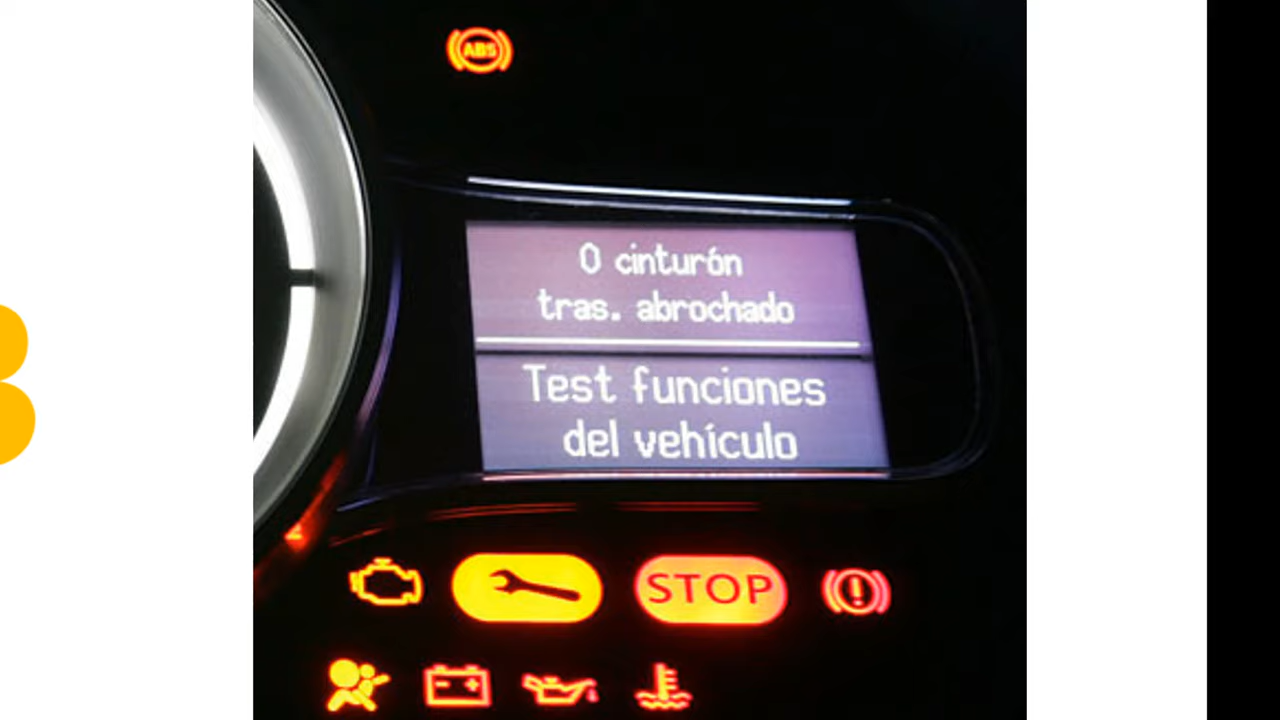 ABS
0 cinturón
tras. abrochado
Test funciones
del vehículo
STOP